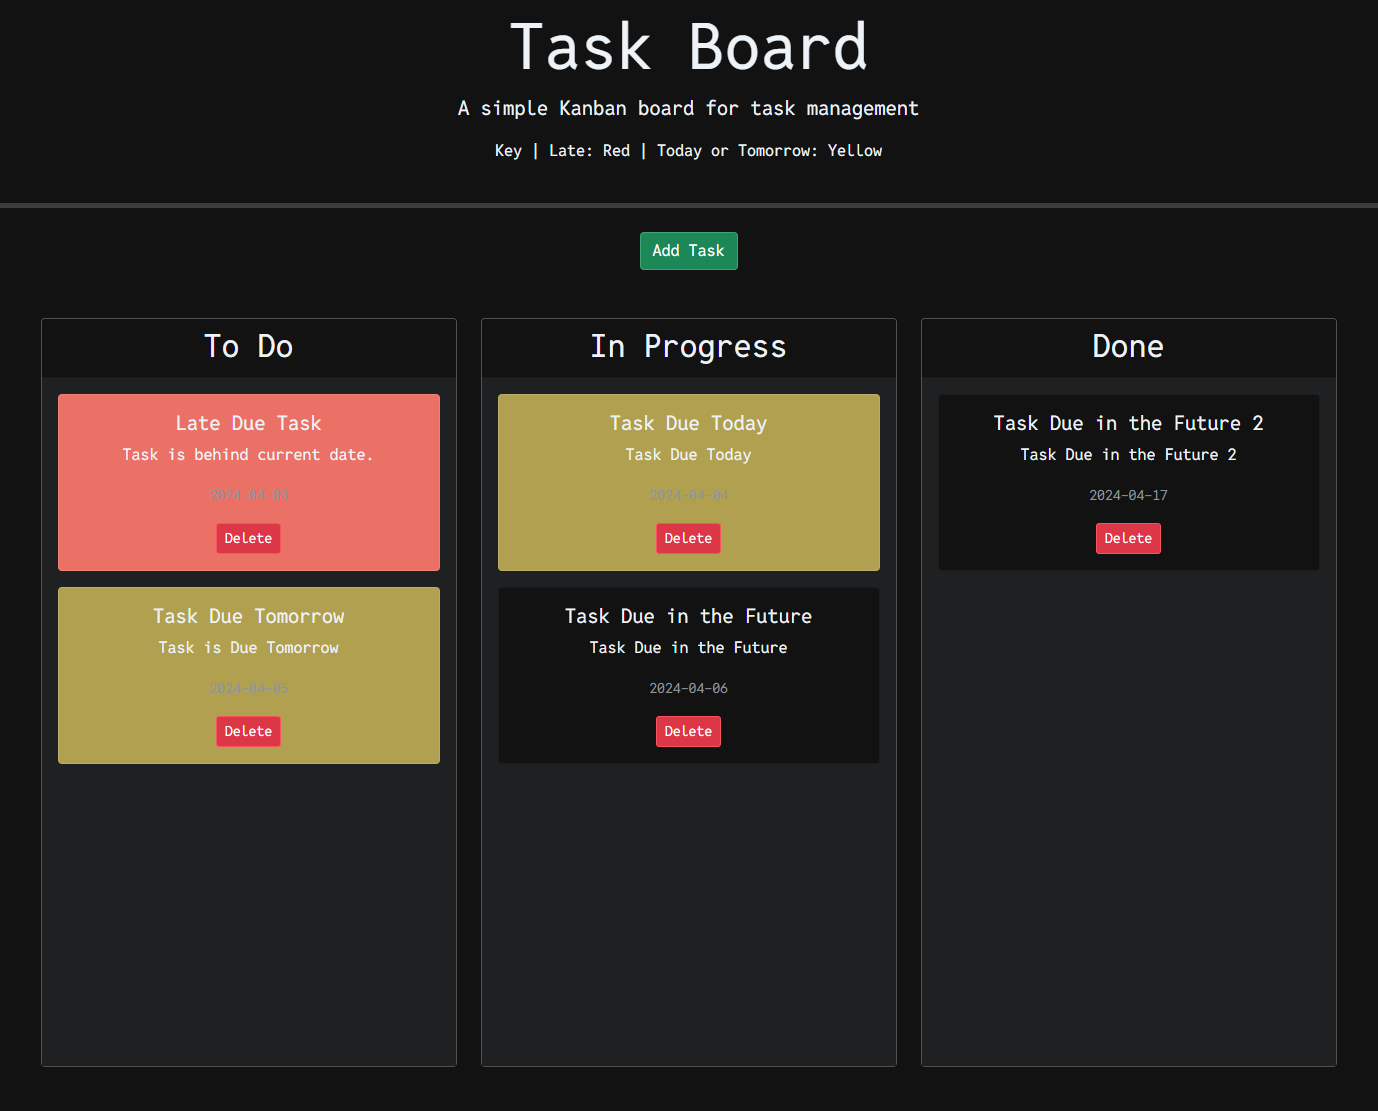 Task Board
A simple Kanban board for task management
Key | Late: Red | Today or Tomorrow: Yellow
Add Task
To Do
Late Due Task
Task is behind current date.
2024-04-03
Delete
Task Due Tomorrow
Task is Due Tomorrow
2024-04-05
Delete
In Progress
Task Due Today
Task Due Today
2024-04-04
Delete
Task Due in the Future
Task Due in the Future
2024-04-06
Delete
Done
Task Due in the Future 2
Task Due in the Future 2
2024-04-17
Delete